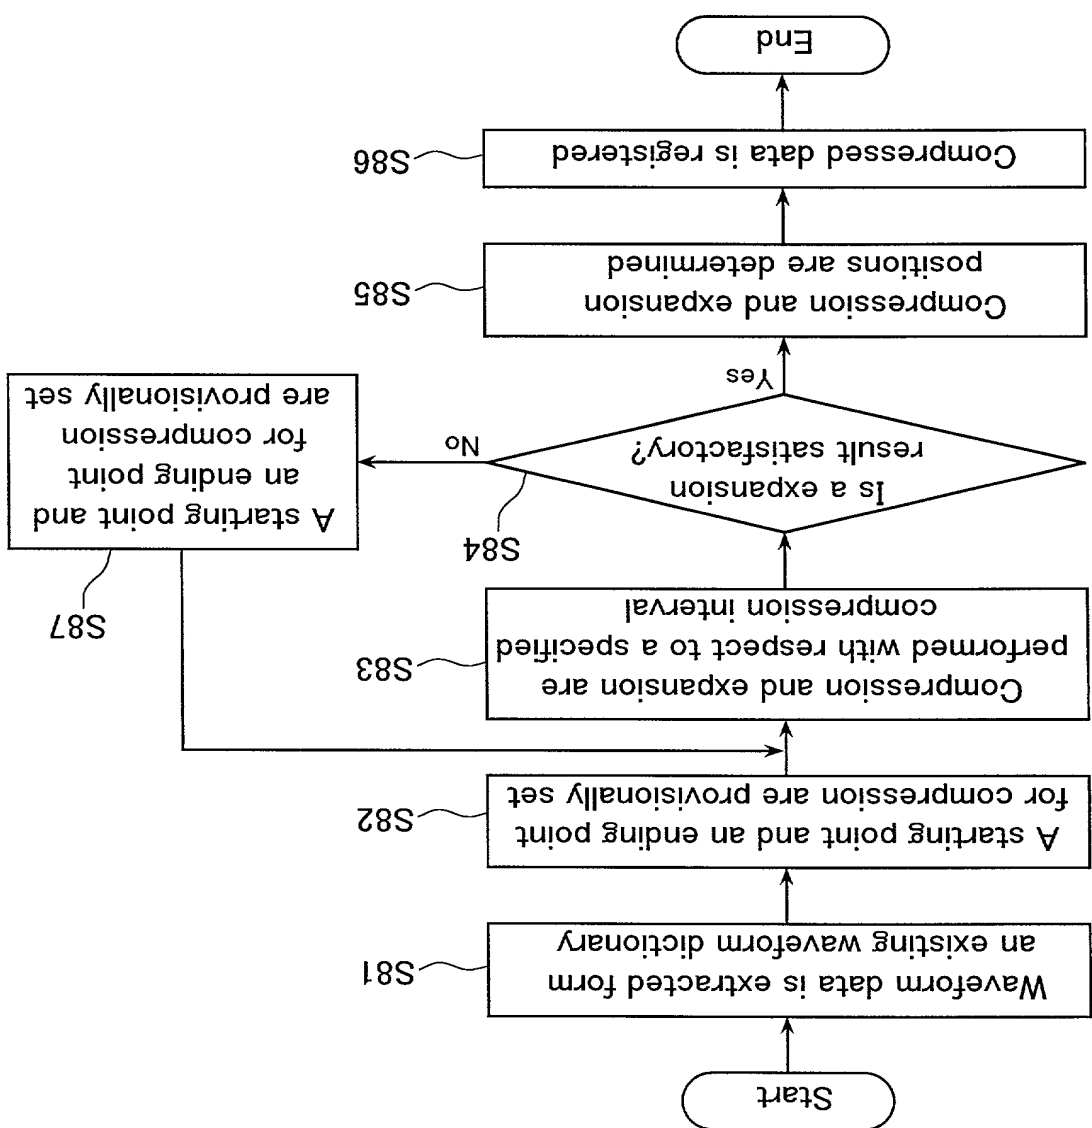 Start
Waveform data is extracted form
an existing waveform dictionary
S81
A starting point and an ending point
for compression are provisionally set
S82
Compression and expansion are
performed with respect to a specified
compression interval
S83
Is a expansion
result satisfactory?
S84
No
Yes
A starting point and
an ending point
for compression
are provisionally set
S87
Compression and expansion
positions are determined
S85
Compressed data is registered
S86
End